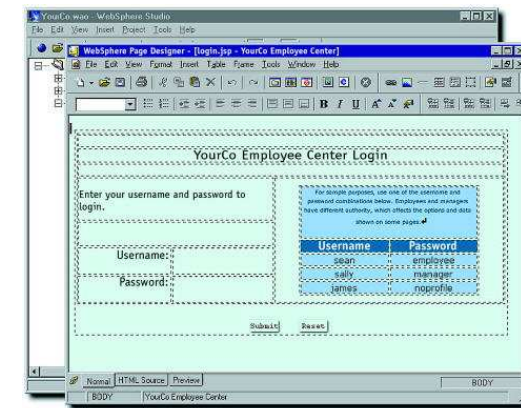 YourCo.wao - WebSphere Studio
File Edit View Insert Project Tools Help
WebSphere Page Designer - [login.jsp - YourCo Employee Center]
File Edit View Format Insert Table Frame Tools Window Help
B I U A A
YourCo Employee Center Login
Enter your username and password to
login.
Username:
Password:
For sample purposes, use one of the username and
password combinations below. Employees and managers
have different authority, which affects the options and data
shown on some pages.
Username Password
sean employee
sally manager
james noprofile
Submit Reset
Normal HTML Source Preview
BODY
BODY YourCo Employee Center